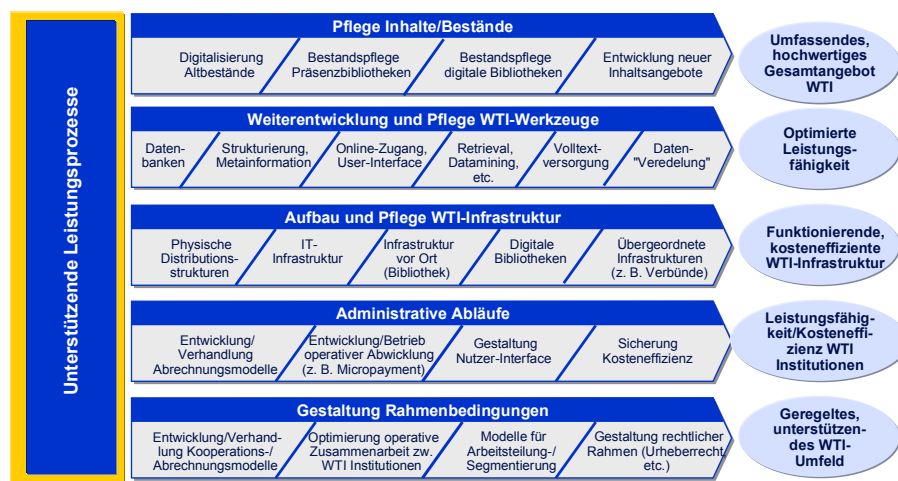 Unterstützende Leistungsprozesse
Pflege Inhalte/Bestände
Digitalisierung
Altbestände
Bestandspflege
Präsenzbibliotheken
Bestandspflege
digitale Bibliotheken
Entwicklung neuer
Inhaltsangebote
Umfassendes,
hochwertiges
Gesamtangebot
WTI
Weiterentwicklung und Pflege WTI-Werkzeuge
Daten-
banken
Strukturierung,
Metainformation
Online-Zugang,
User-Interface
Retrieval,
Datamining,
etc.
Volltext-
versorgung
Daten-
"Veredelung"
Optimierte
Leistungs-
fähigkeit
Aufbau und Pflege WTI-Infrastruktur
Physische
Distributions-
strukturen
IT-
Infrastruktur
Infrastruktur
vor Ort
(Bibliothek)
Digitale
Bibliotheken
Übergeordnete
Infrastrukturen
(z. B. Verbünde)
Funktionierende,
kosteneffiziente
WTI-Infrastruktur
Administrative Abläufe
Entwicklung/
Verhandlung
Abrechnungsmodelle
Entwicklung/Betrieb
operativer Abwicklung
(z. B. Micropayment)
Gestaltung
Nutzer-Interface
Sicherung
Kosteneffizienz
Leistungsfähig-
keit/Kosteneffi-
zienz WTI
Institutionen
Gestaltung Rahmenbedingungen
Entwicklung/Verhand-
lung Kooperations-/
Abrechnungsmodelle
Optimierung operative
Zusammenarbeit zw.
WTI Institutionen
Modelle für
Arbeitsteilung-/
Segmentierung
Gestaltung rechtlicher
Rahmen (Urheberrecht,
etc.)
Geregeltes,
unterstützen-
des WTI-
Umfeld